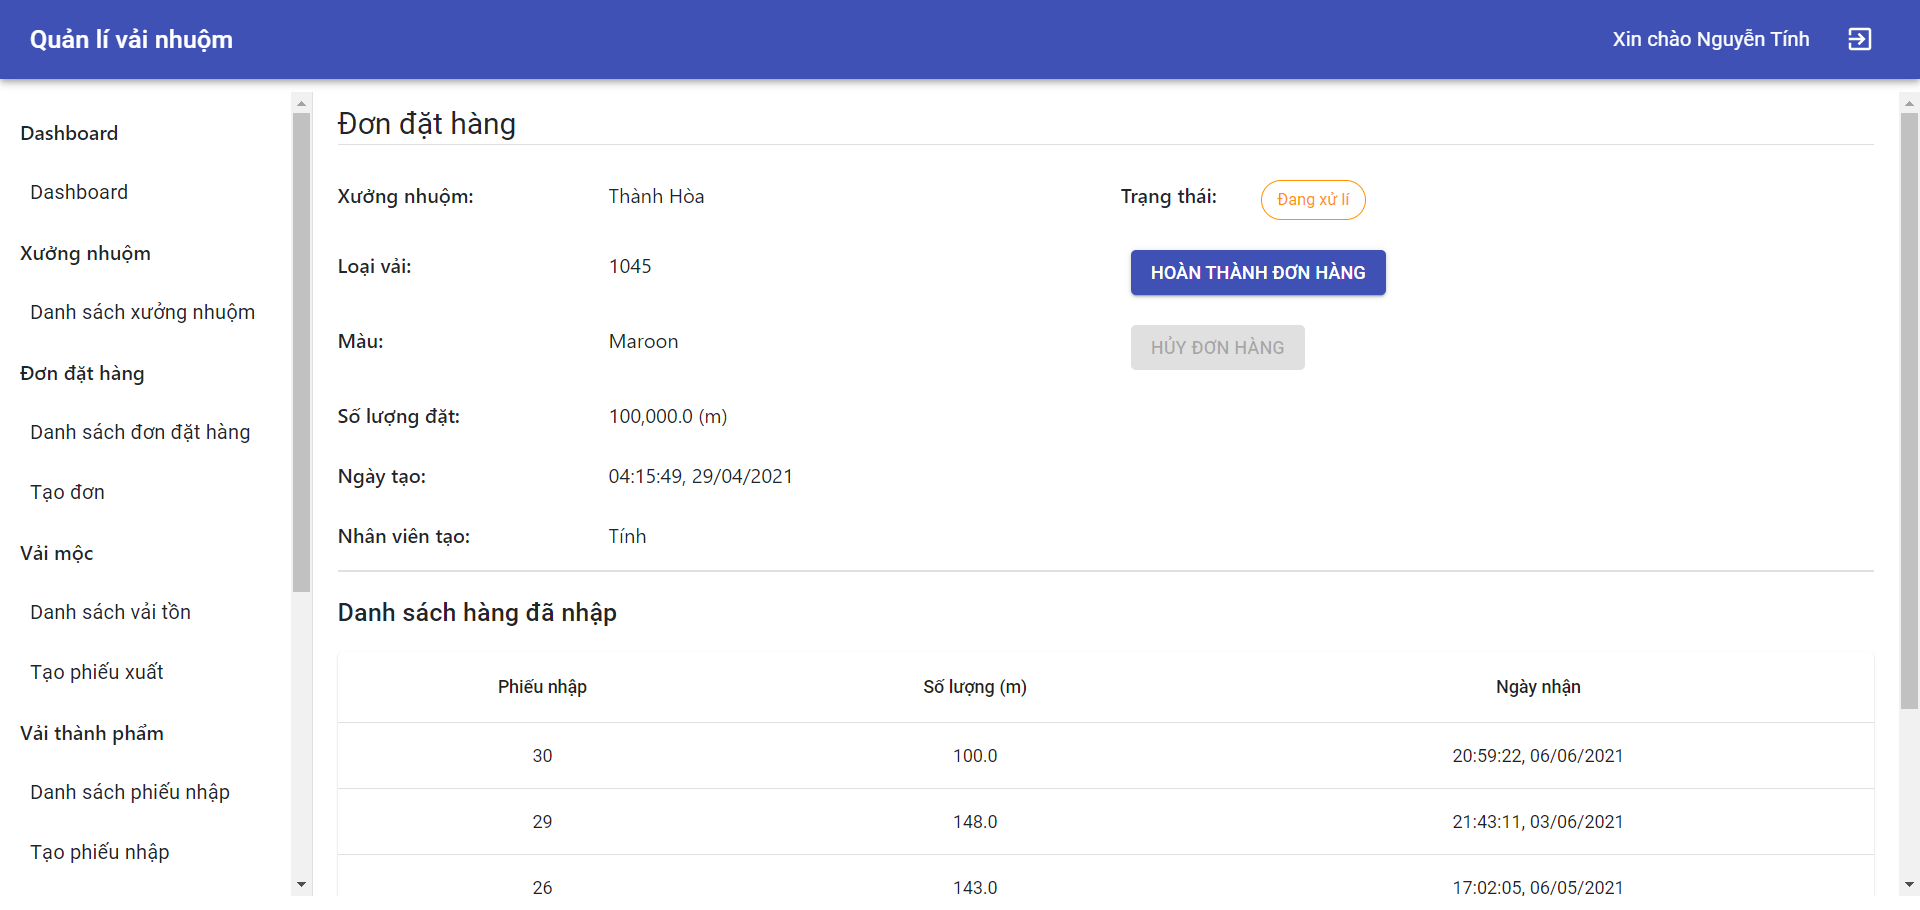 Quản lí vải nhuộm
Xin chào Nguyễn Tính
Dashboard
Dashboard
Xưởng nhuộm
Danh sách xưởng nhuộm
Đơn đặt hàng
Danh sách đơn đặt hàng
Tạo đơn
Vải mộc
Danh sách vải tồn
Tạo phiếu xuất
Vải thành phẩm
Danh sách phiếu nhập
Tạo phiếu nhập
Đơn đặt hàng
Xưởng nhuộm: Thành Hòa
Trạng thái: Đang xử lí
Loại vải: 1045
HOÀN THÀNH ĐƠN HÀNG
Màu: Maroon
HỦY ĐƠN HÀNG
Số lượng đặt: 100,000.0 (m)
Ngày tạo: 04:15:49, 29/04/2021
Nhân viên tạo: Tính
Danh sách hàng đã nhập
Phiếu nhập Số lượng (m) Ngày nhận
30 100.0 20:59:22, 06/06/2021
29 148.0 21:43:11, 03/06/2021
26 143.0 17:02:05, 06/05/2021